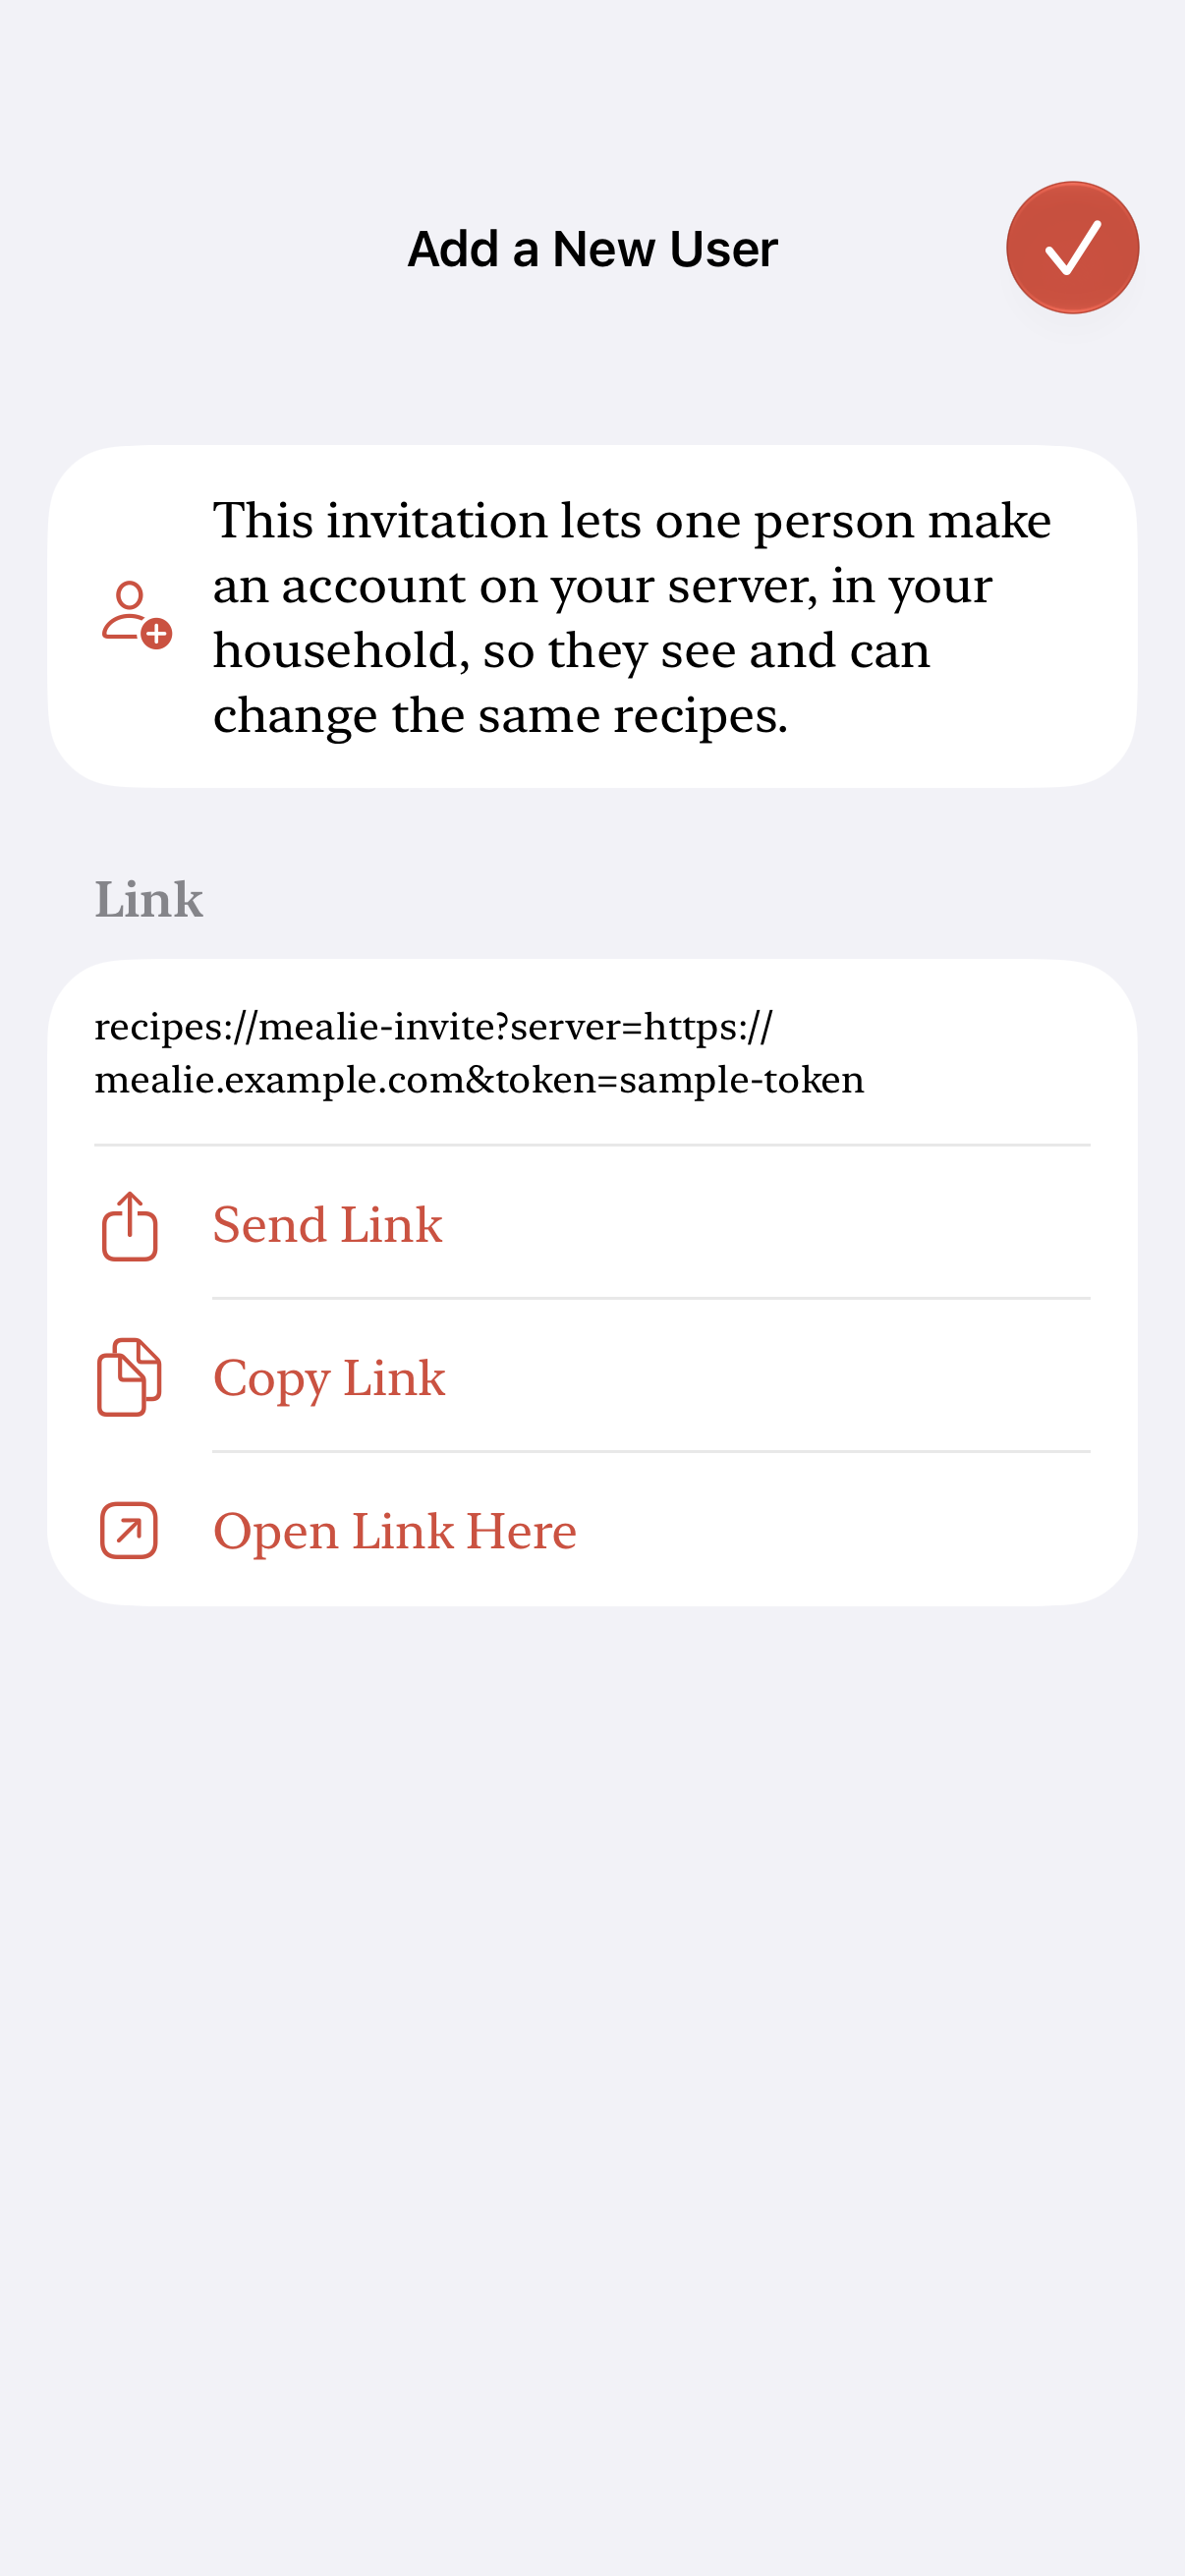 Add a New User
This invitation lets one person make
an account on your server, in your
household, so they see and can
change the same recipes.
Link
recipes://mealie-invite?server=https://
mealie.example.com&token=sample-token
Send Link
Copy Link
Open Link Here